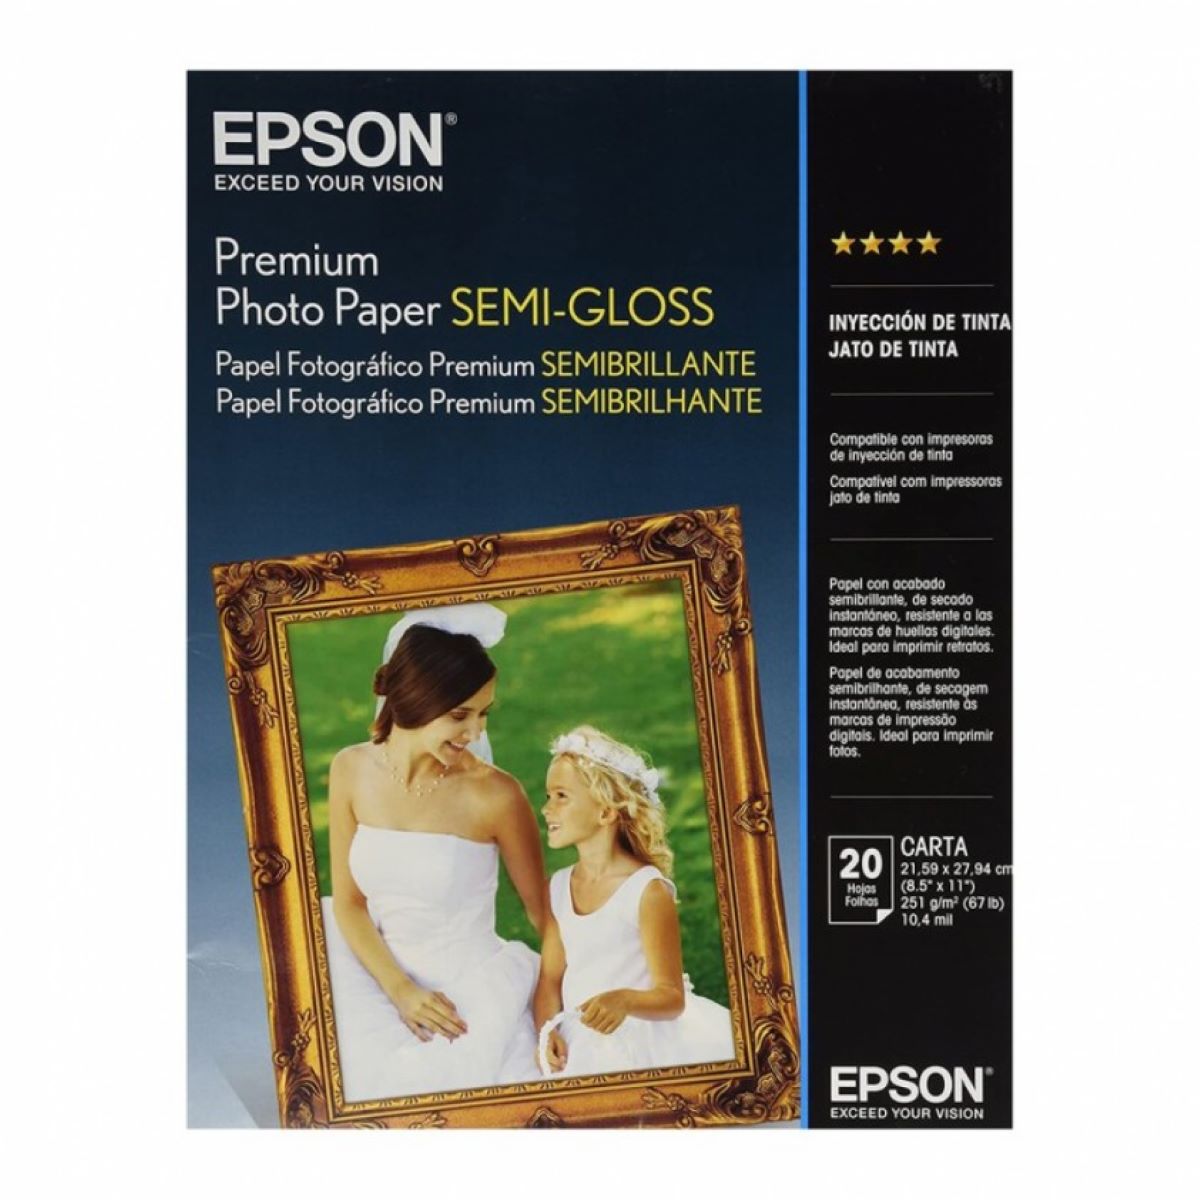 EPSON®
EXCEED YOUR VISION
Premium
Photo Paper SEMI-GLOSS
Papel Fotográfico Premium SEMIBRILLANTE
Papel Fotográfico Premium SEMIBRILHANTE
INYECCIÓN DE TINTA
JATO DE TINTA
Compatible con impresoras
de inyección de tinta
Compatível com impressoras
jato de tinta
Papel con acabado
semibrillante, de secado
instantáneo, resistente a las
marcas de huellas digitales.
Ideal para imprimir retratos.
Papel de acabamento
semibrilhante, de secagem
instantânea, resistente às
marcas de impressão
digitais. Ideal para imprimir
fotos.
20
Hojas
Folhas
CARTA
21,59 x 27,94 cm
(8.5" x 11")
251 g/m² (67 lb)
10,4 mil
EPSON®
EXCEED YOUR VISION